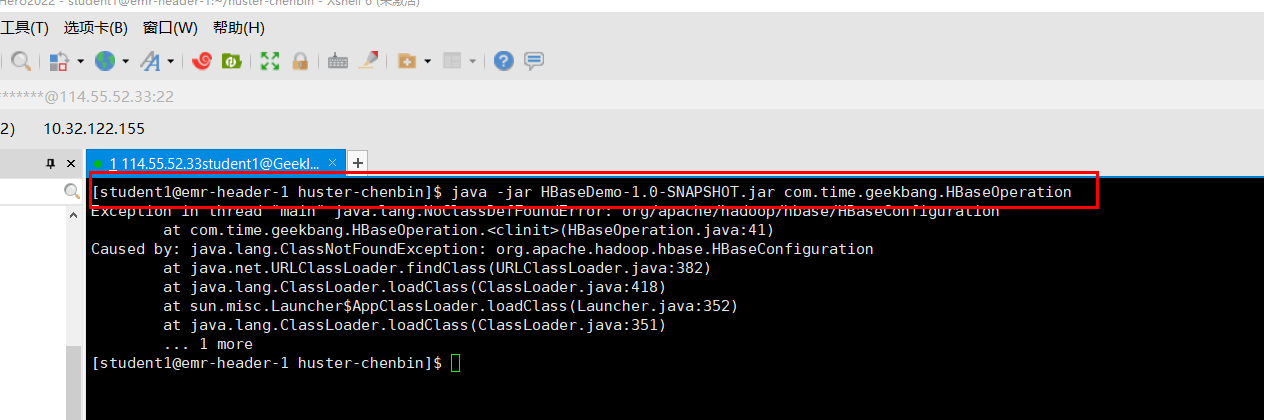 Hero2022 - student1@emr-header-1:~/huster-chenbin - Xshell 6 (未激活)
工具(T) 选项卡(B) 窗口(W) 帮助(H)
*******@114.55.52.33:22
2) 10.32.122.155
1 114.55.52.33student1@Geekl...
[student1@emr-header-1 huster-chenbin]$ java -jar HBaseDemo-1.0-SNAPSHOT.jar com.time.geekbang.HBaseOperation
Exception in thread "main" java.lang.NoClassDefFoundError: org/apache/hadoop/hbase/HBaseConfiguration
at com.time.geekbang.HBaseOperation.<clinit>(HBaseOperation.java:41)
Caused by: java.lang.ClassNotFoundException: org.apache.hadoop.hbase.HBaseConfiguration
at java.net.URLClassLoader.findClass(URLClassLoader.java:382)
at java.lang.ClassLoader.loadClass(ClassLoader.java:418)
at sun.misc.Launcher$AppClassLoader.loadClass(Launcher.java:352)
at java.lang.ClassLoader.loadClass(ClassLoader.java:351)
... 1 more
[student1@emr-header-1 huster-chenbin]$